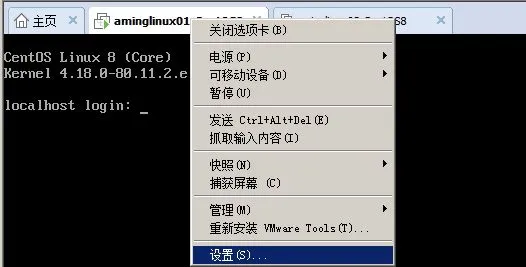 主页
aminglinux01
关闭选项卡(B)
CentOS Linux 8 (Core)
Kernel 4.18.0-80.11.2.e
localhost login: _
电源(P)
可移动设备(D)
暂停(U)
发送 Ctrl+Alt+Del(E)
抓取输入内容(I)
快照(N)
捕获屏幕 (C)
管理(M)
重新安装 VMware Tools(T)...
设置(S)...